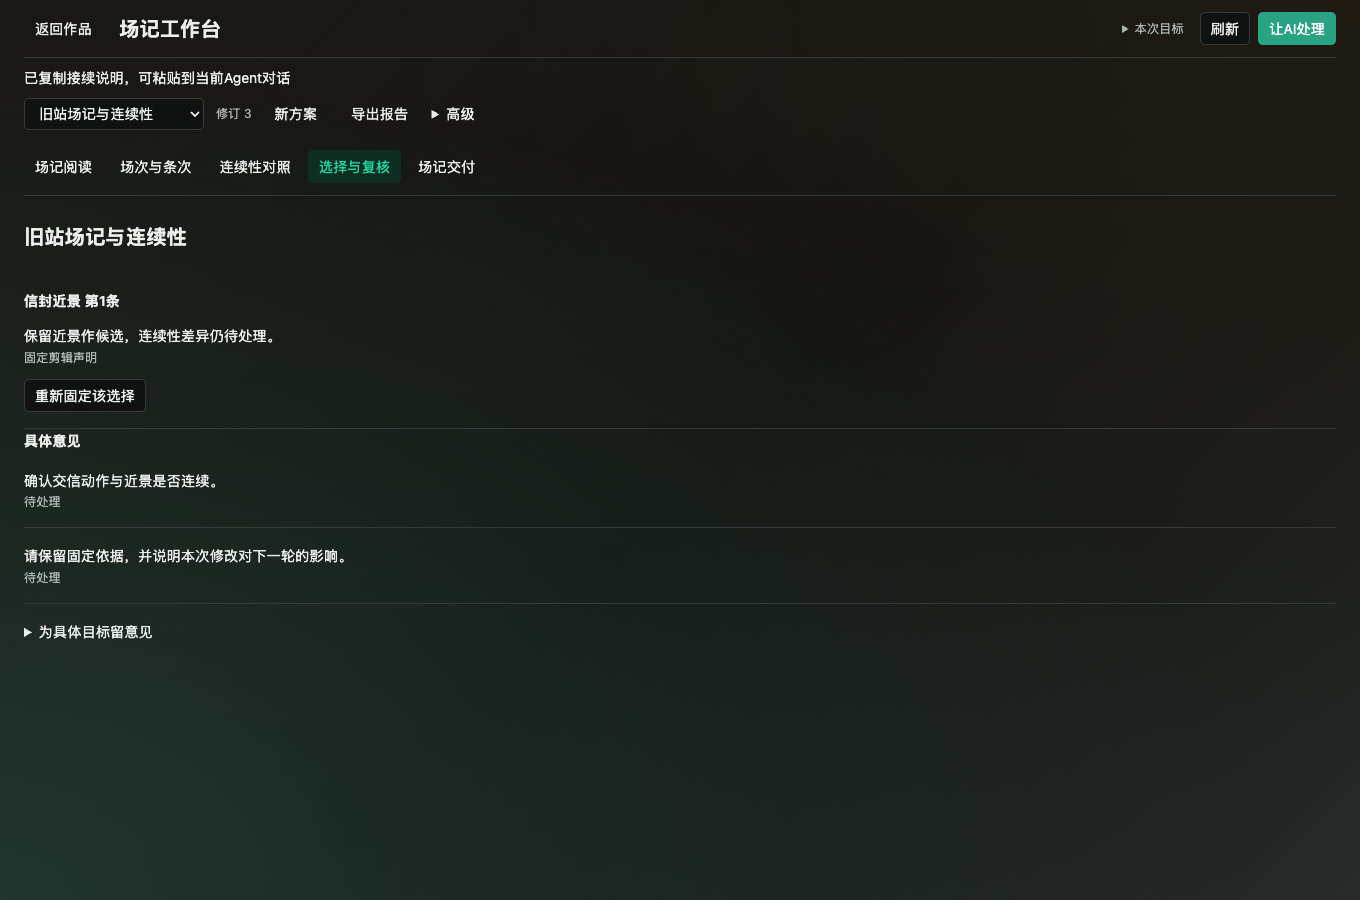 返回作品 场记工作台 本次目标 刷新 让AI处理
已复制接续说明，可粘贴到当前Agent对话
旧站场记与连续性 修订 3 新方案 导出报告 高级
场记阅读 场次与条次 连续性对照 选择与复核 场记交付
旧站场记与连续性
信封近景 第1条
保留近景作候选，连续性差异仍待处理。
固定剪辑声明
重新固定该选择
具体意见
确认交信动作与近景是否连续。
待处理
请保留固定依据，并说明本次修改对下一轮的影响。
待处理
为具体目标留意见